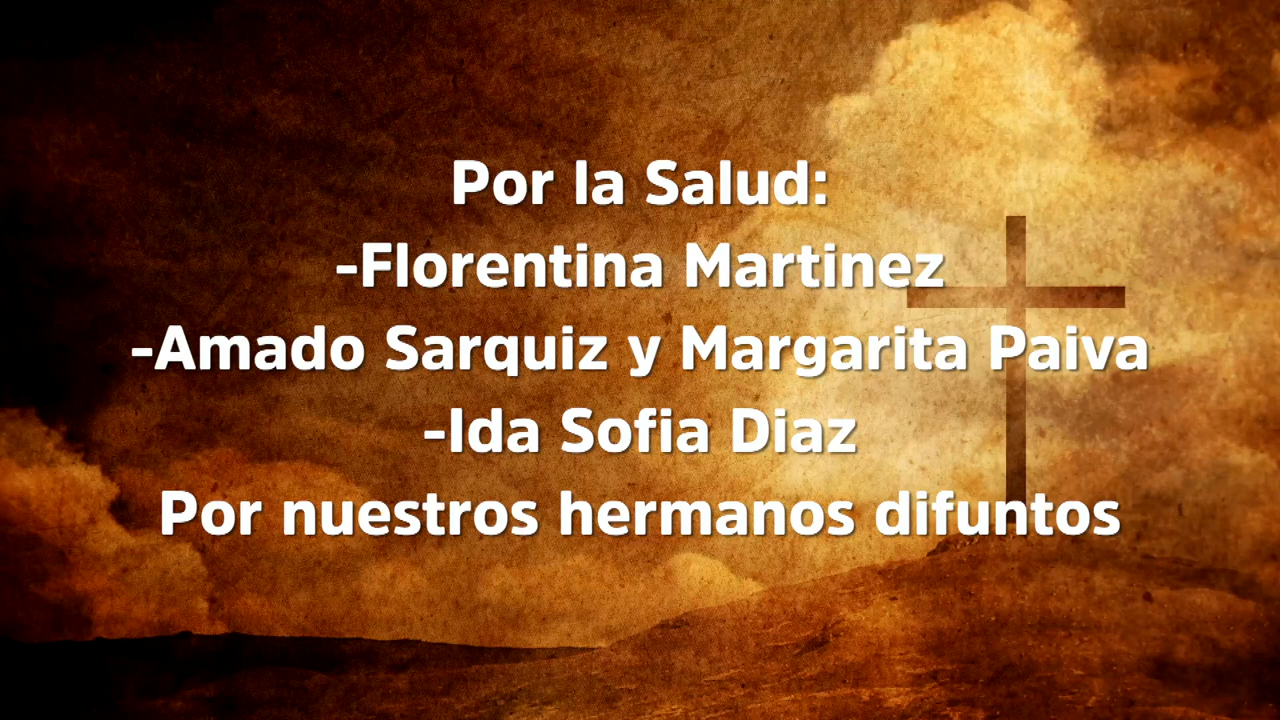 Por la Salud:
-Florentina Martinez
-Amado Sarquiz y Margarita Paiva
-Ida Sofia Diaz
Por nuestros hermanos difuntos